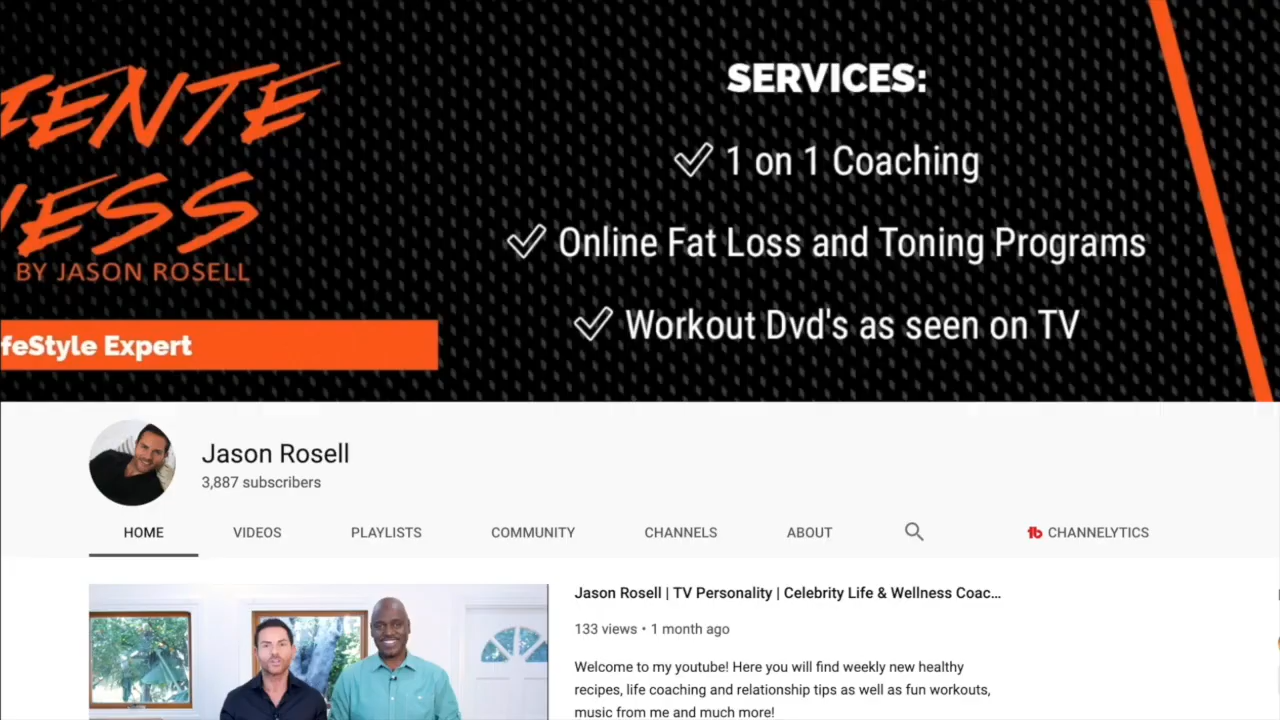 IENTE
NESS
BY JASON ROSELL
feStyle Expert
SERVICES:
1 on 1 Coaching
Online Fat Loss and Toning Programs
Workout Dvd's as seen on TV
Jason Rosell
3,887 subscribers
HOME VIDEOS PLAYLISTS COMMUNITY CHANNELS ABOUT CHANNELYTICS
Jason Rosell | TV Personality | Celebrity Life & Wellness Coac...
133 views • 1 month ago
Welcome to my youtube! Here you will find weekly new healthy
recipes, life coaching and relationship tips as well as fun workouts,
music from me and much more!